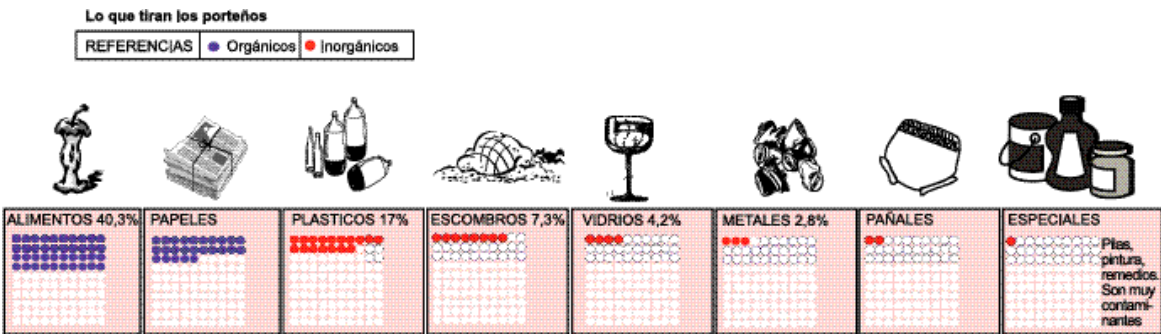 Lo que tiran los porteños
REFERENCIAS Orgánicos Inorgánicos
ALIMENTOS 40,3%
PAPELES
PLASTICOS 17%
ESCOMBROS 7,3%
VIDRIOS 4,2%
METALES 2,8%
PAÑALES
ESPECIALES
Pilas,
pintura,
remedios.
Son muy
contami-
nantes